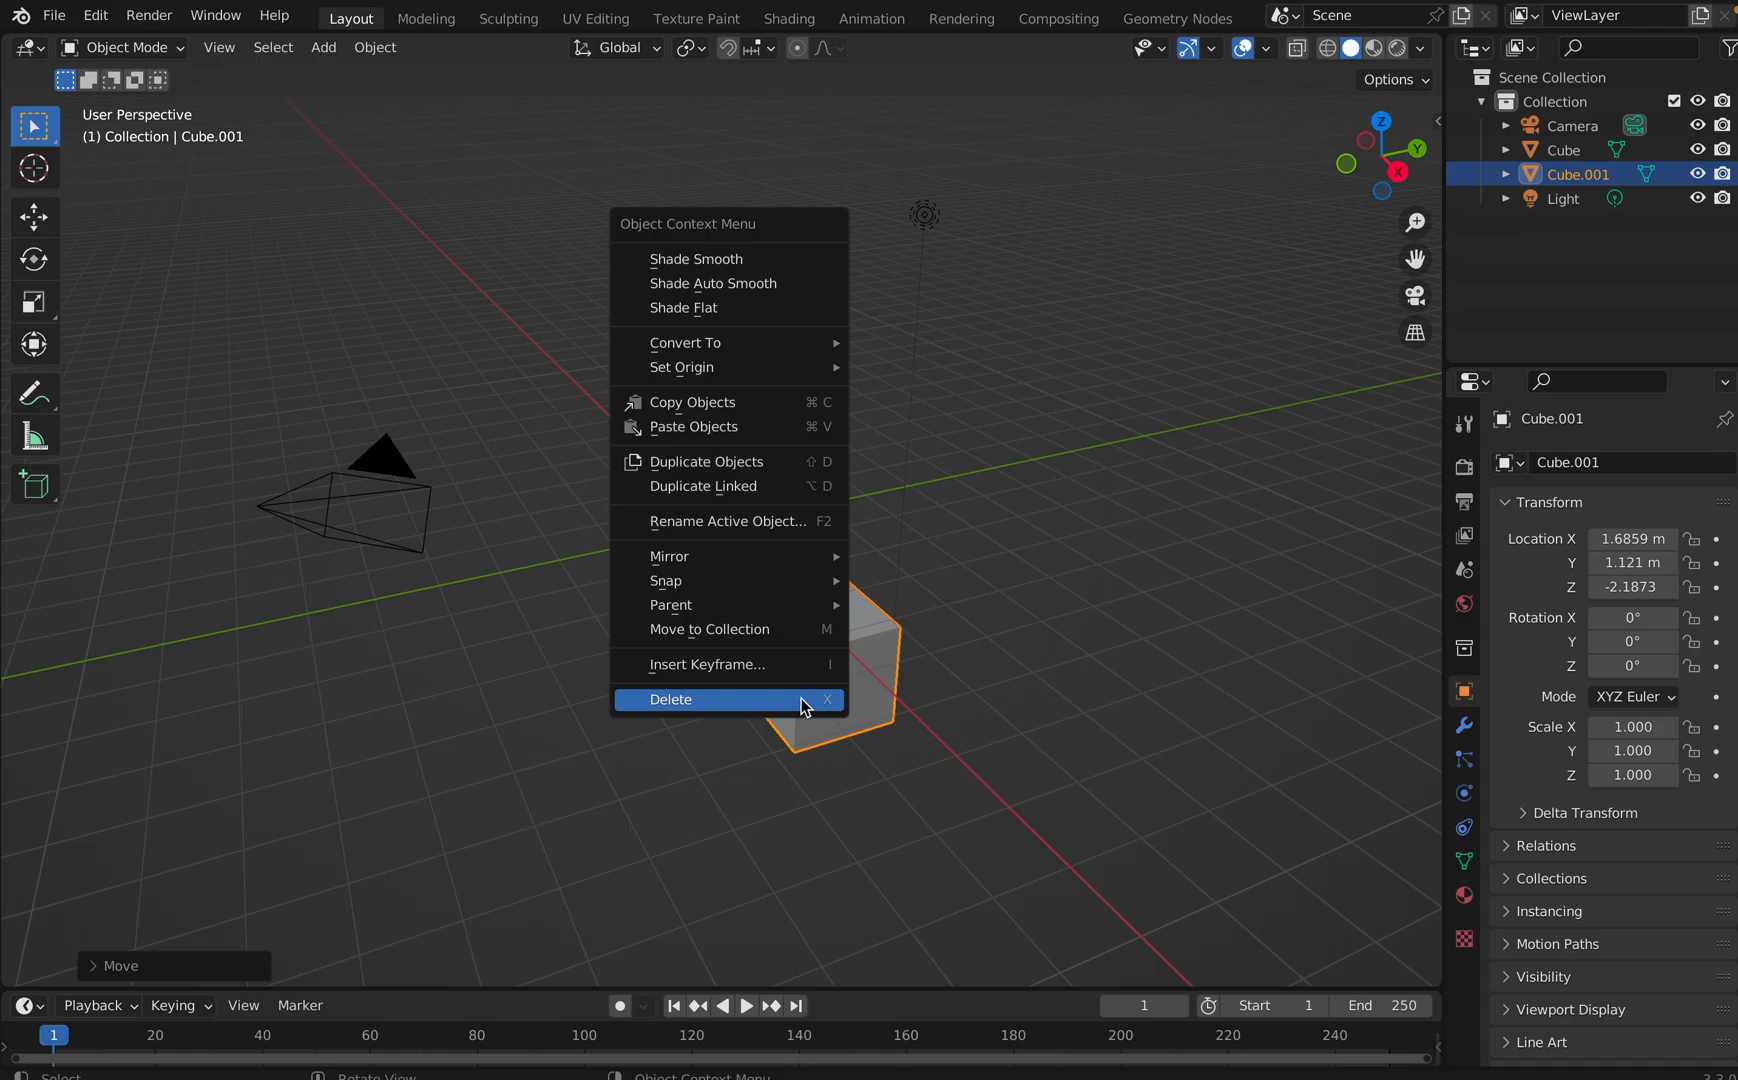 File Edit Render Window Help Layout Modeling Sculpting UV Editing Texture Paint Shading Animation Rendering Compositing Geometry Nodes Scene ViewLayer
Object Mode View Select Add Object Global
Options
User Perspective
(1) Collection | Cube.001
Z
Y
X
Scene Collection
Collection
Camera
Cube
Cube.001
Light
Object Context Menu
Shade Smooth
Shade Auto Smooth
Shade Flat
Convert To
Set Origin
Copy Objects ⌘ C
Paste Objects ⌘ V
Duplicate Objects ⇧ D
Duplicate Linked ⌥ D
Rename Active Object... F2
Mirror
Snap
Parent
Move to Collection M
Insert Keyframe... I
Delete X
Cube.001
Cube.001
Transform
Location X 1.6859 m
Y 1.121 m
Z -2.1873
Rotation X 0°
Y 0°
Z 0°
Mode XYZ Euler
Scale X 1.000
Y 1.000
Z 1.000
Delta Transform
Relations
Collections
Instancing
Motion Paths
Visibility
Viewport Display
Line Art
Move
Playback Keying View Marker 1 Start 1 End 250
1 20 40 60 80 100 120 140 160 180 200 220 240
Select Rotate View Object Context Menu 3.3.0